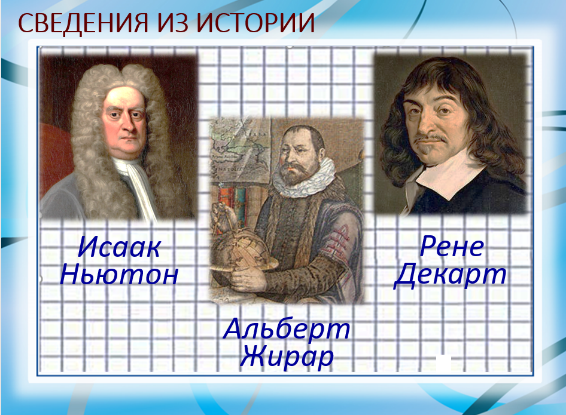 СВЕДЕНИЯ ИЗ ИСТОРИИ
Исаак
Ньютон
Альберт
Жирар
Рене
Декарт